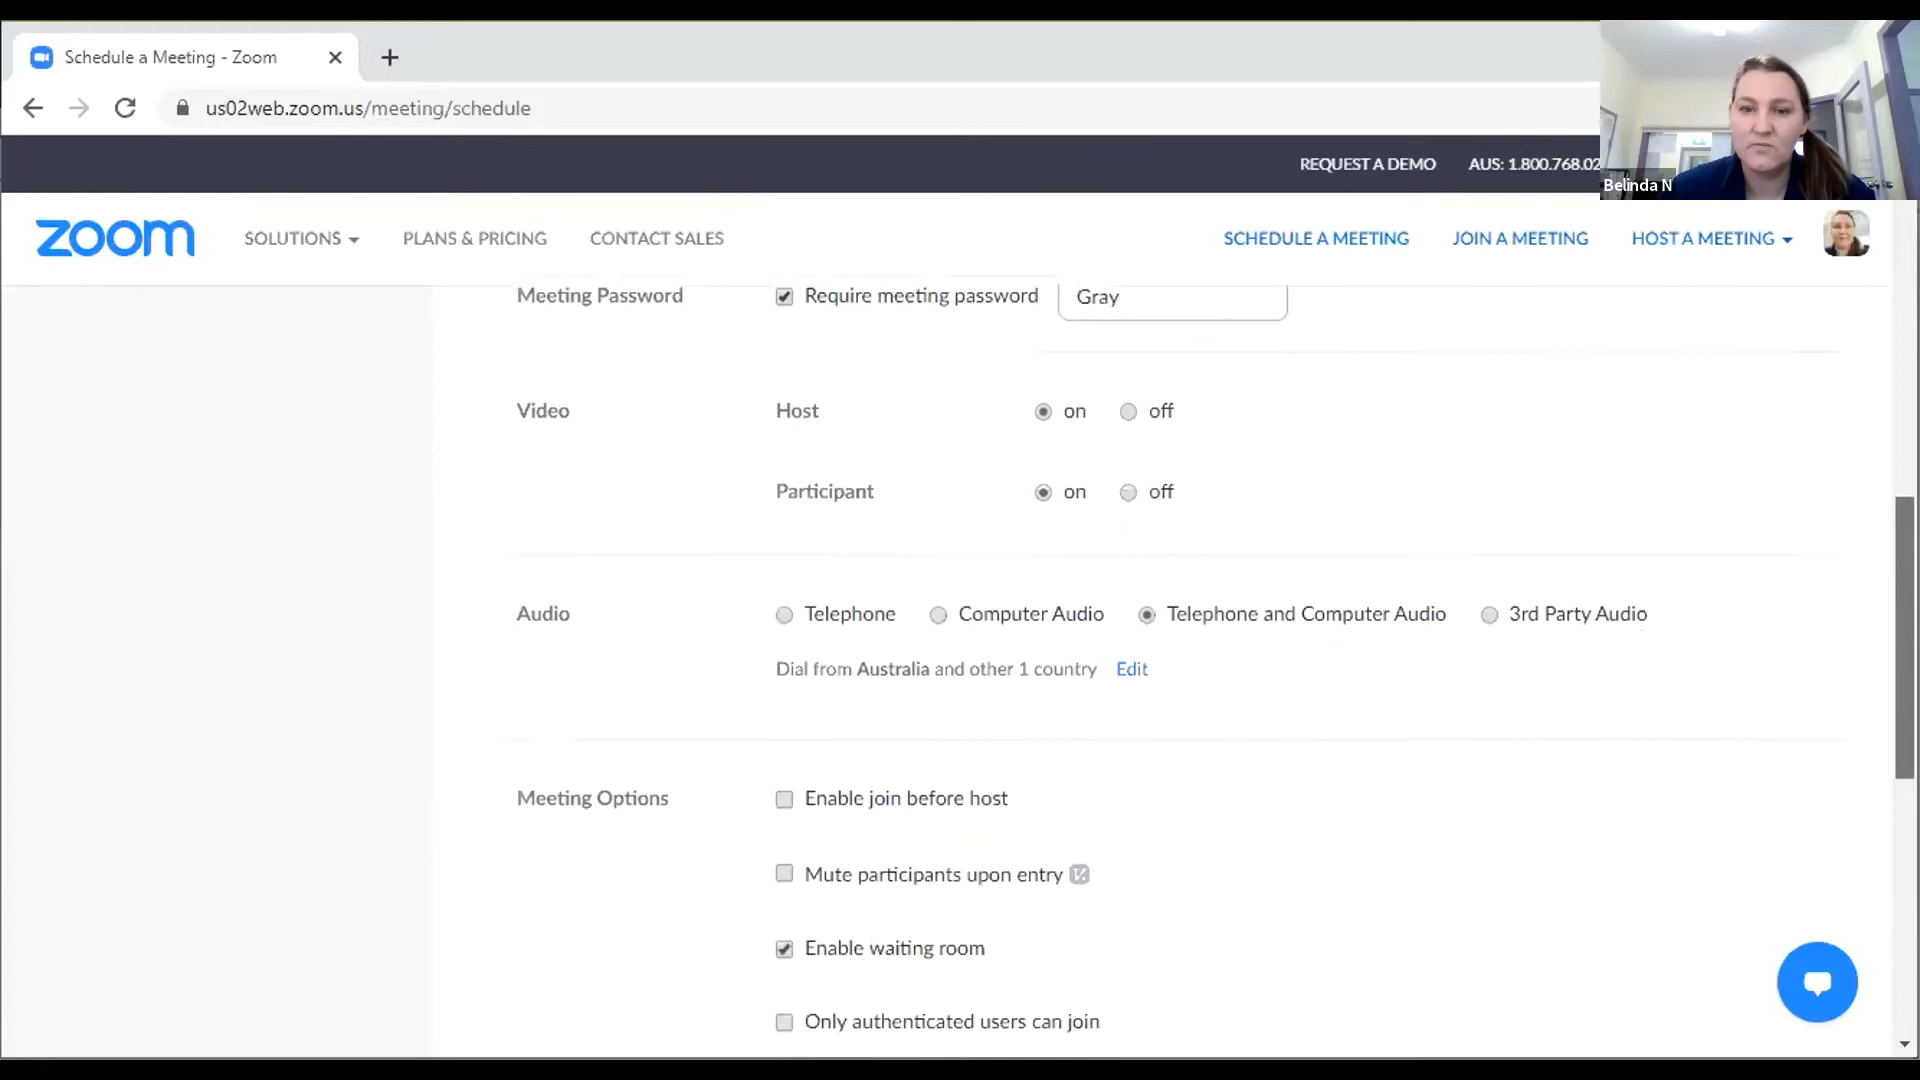 Schedule a Meeting - Zoom
us02web.zoom.us/meeting/schedule
REQUEST A DEMO AUS: 1.800.768.02
Belinda N
zoom SOLUTIONS PLANS & PRICING CONTACT SALES SCHEDULE A MEETING JOIN A MEETING HOST A MEETING
Meeting Password Require meeting password Gray
Video Host on off
Participant on off
Audio Telephone Computer Audio Telephone and Computer Audio 3rd Party Audio
Dial from Australia and other 1 country Edit
Meeting Options Enable join before host
Mute participants upon entry
Enable waiting room
Only authenticated users can join